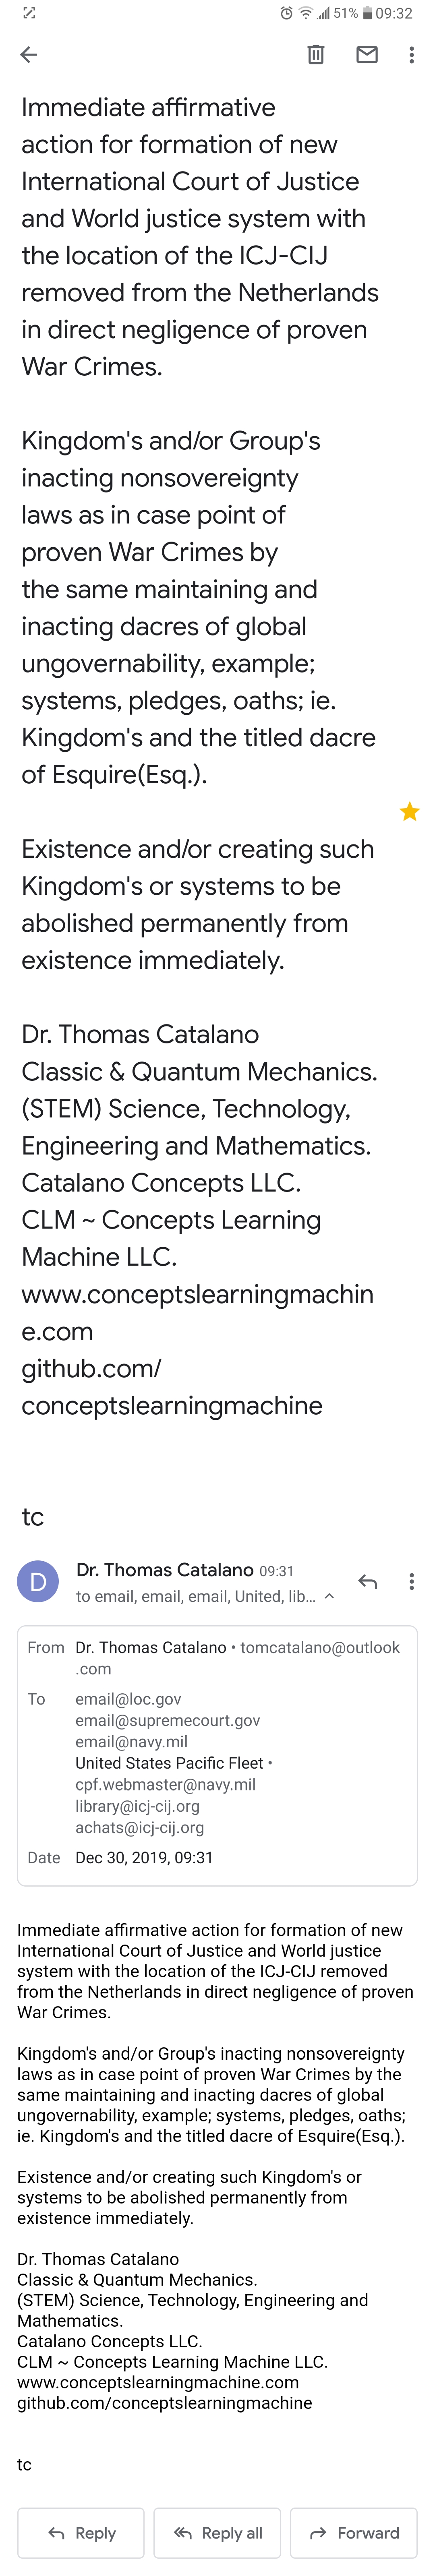 51% 09:32
Immediate affirmative
action for formation of new
International Court of Justice
and World justice system with
the location of the ICJ-CIJ
removed from the Netherlands
in direct negligence of proven
War Crimes.
Kingdom's and/or Group's
inacting nonsovereignty
laws as in case point of
proven War Crimes by
the same maintaining and
inacting dacres of global
ungovernability, example;
systems, pledges, oaths; ie.
Kingdom's and the titled dacre
of Esquire(Esq.).
Existence and/or creating such
Kingdom's or systems to be
abolished permanently from
existence immediately.
Dr. Thomas Catalano
Classic & Quantum Mechanics.
(STEM) Science, Technology,
Engineering and Mathematics.
Catalano Concepts LLC.
CLM ~ Concepts Learning
Machine LLC.
www.conceptslearningmachin
e.com
github.com/
conceptslearningmachine
tc
D
Dr. Thomas Catalano 09:31
to email, email, email, United, lib...
From Dr. Thomas Catalano • tomcatalano@outlook
.com
To email@loc.gov
email@supremecourt.gov
email@navy.mil
United States Pacific Fleet •
cpf.webmaster@navy.mil
library@icj-cij.org
achats@icj-cij.org
Date Dec 30, 2019, 09:31
Immediate affirmative action for formation of new
International Court of Justice and World justice
system with the location of the ICJ-CIJ removed
from the Netherlands in direct negligence of proven
War Crimes.
Kingdom's and/or Group's inacting nonsovereignty
laws as in case point of proven War Crimes by the
same maintaining and inacting dacres of global
ungovernability, example; systems, pledges, oaths;
ie. Kingdom's and the titled dacre of Esquire(Esq.).
Existence and/or creating such Kingdom's or
systems to be abolished permanently from
existence immediately.
Dr. Thomas Catalano
Classic & Quantum Mechanics.
(STEM) Science, Technology, Engineering and
Mathematics.
Catalano Concepts LLC.
CLM ~ Concepts Learning Machine LLC.
www.conceptslearningmachine.com
github.com/conceptslearningmachine
tc
Reply Reply all Forward